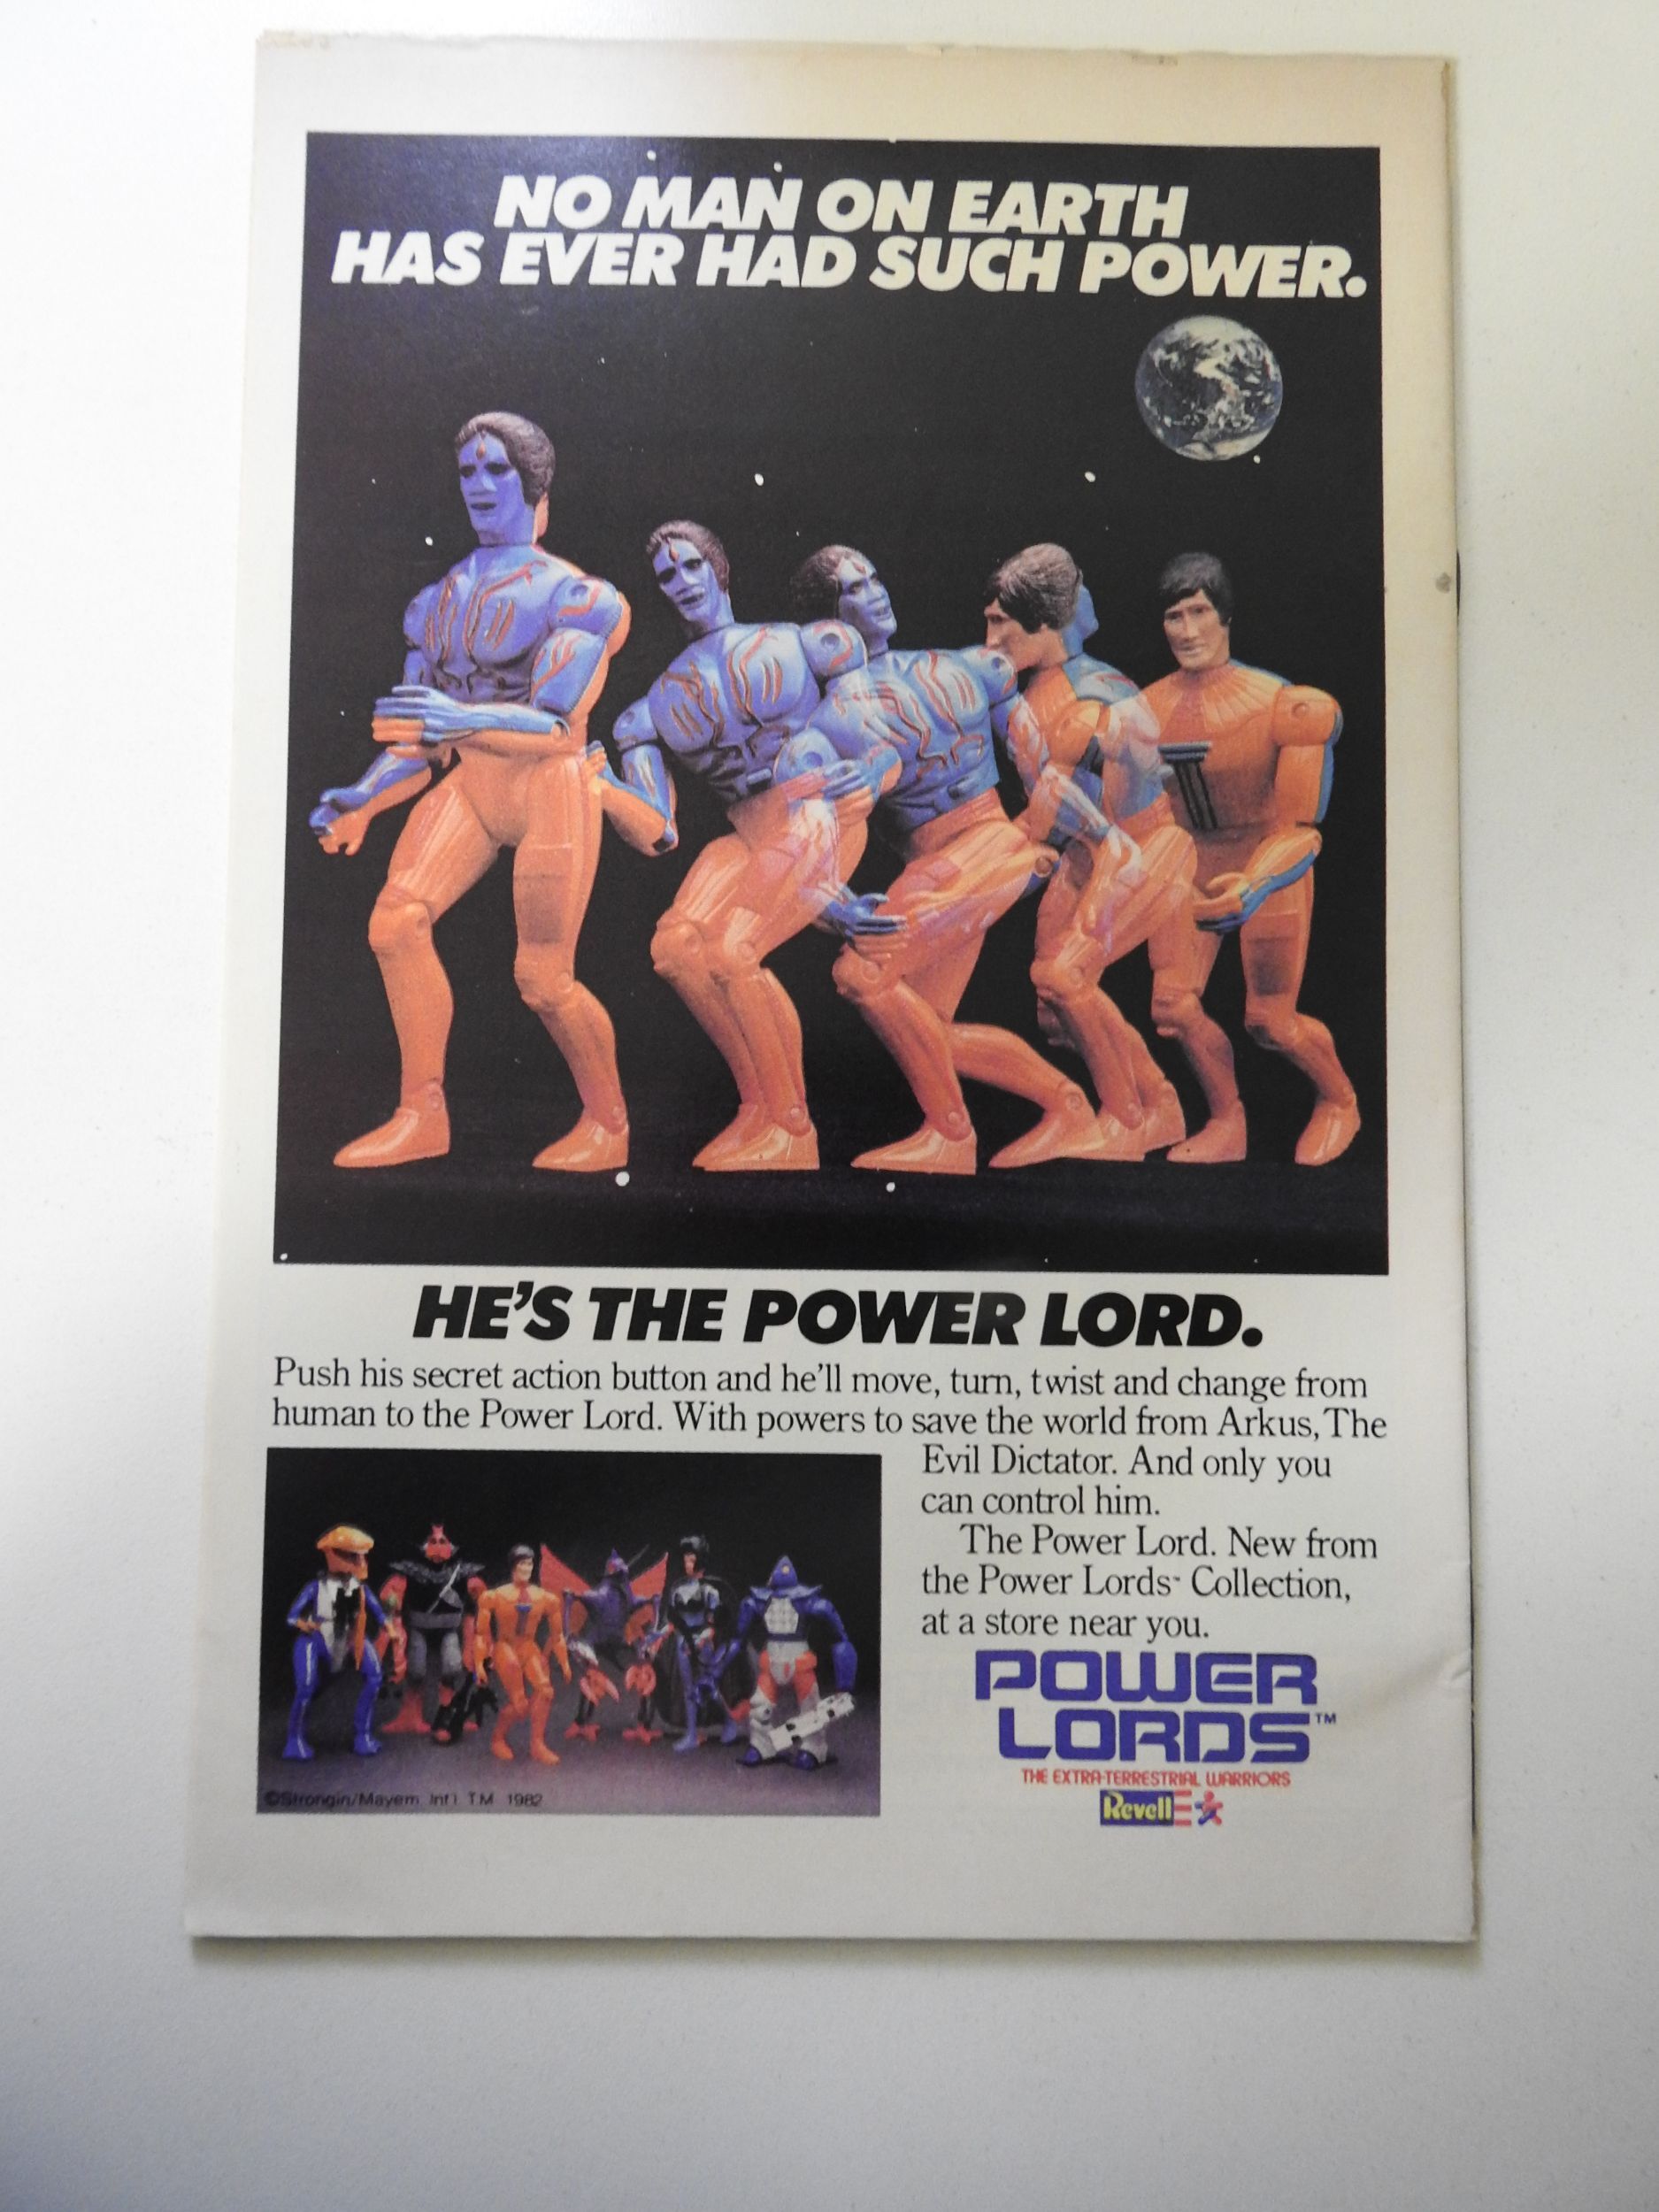 NO MAN ON EARTH
HAS EVER HAD SUCH POWER.
HE'S THE POWER LORD.
Push his secret action button and he'll move, turn, twist and change from
human to the Power Lord. With powers to save the world from Arkus, The
Evil Dictator. And only you
can control him.
The Power Lord. New from
the Power Lords™ Collection,
at a store near you.
©Strongin/Mayem Int'l TM 1982
POWER
LORDS™
THE EXTRA-TERRESTRIAL WARRIORS
Revell